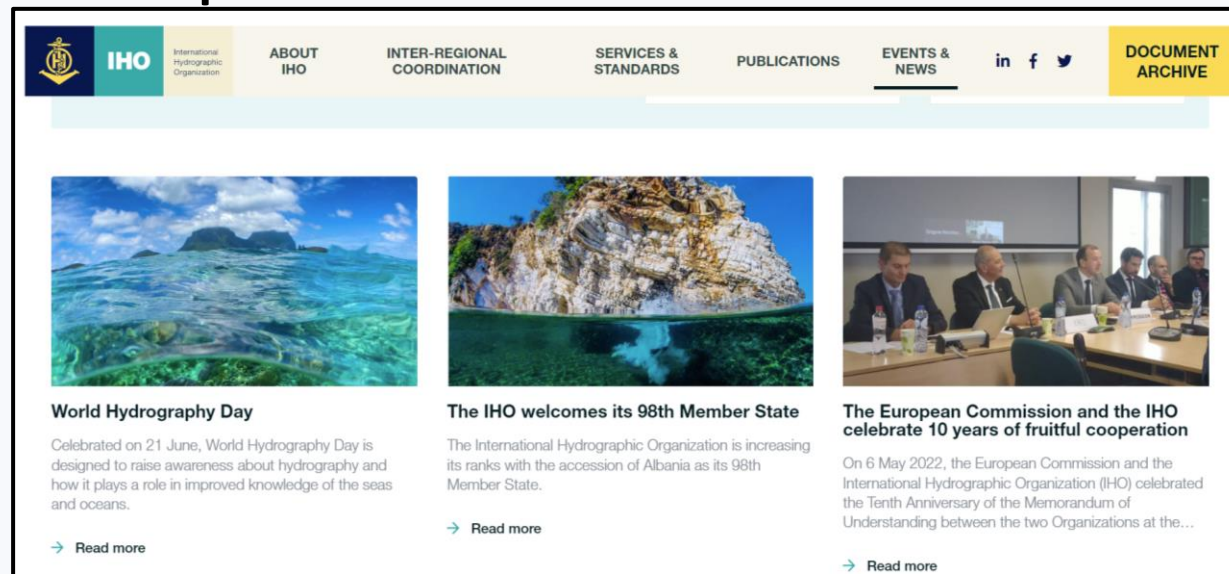 IHO
International
Hydrographic
Organization
ABOUT
IHO
INTER-REGIONAL
COORDINATION
SERVICES &
STANDARDS
PUBLICATIONS
EVENTS &
NEWS
in f
DOCUMENT
ARCHIVE
World Hydrography Day
Celebrated on 21 June, World Hydrography Day is
designed to raise awareness about hydrography and
how it plays a role in improved knowledge of the seas
and oceans.
→ Read more
The IHO welcomes its 98th Member State
The International Hydrographic Organization is increasing
its ranks with the accession of Albania as its 98th
Member State.
→ Read more
The European Commission and the IHO
celebrate 10 years of fruitful cooperation
On 6 May 2022, the European Commission and the
International Hydrographic Organization (IHO) celebrated
the Tenth Anniversary of the Memorandum of
Understanding between the two Organizations at the…
→ Read more